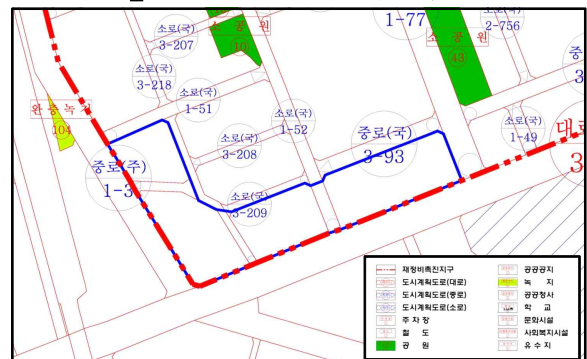 소로(국)
3-207
소 공 원
10
1-77
소 공 원
43
2-756
중
3
소로(국)
3-218
소로(국)
1-51
완 충 녹 지
104
소로(국)
1-52
소로(국)
3-208
중로(국)
3-93
소로(국)
1-49
대로
3
중로(주)
1-3
소로(국)
3-209
재정비촉진지구
도시계획도로(대로)
도시계획도로(중로)
도시계획도로(소로)
주 차 장
철 도
공 원
공공공지
녹 지
공공청사
학 교
문화시설
사회복지시설
유 수 지